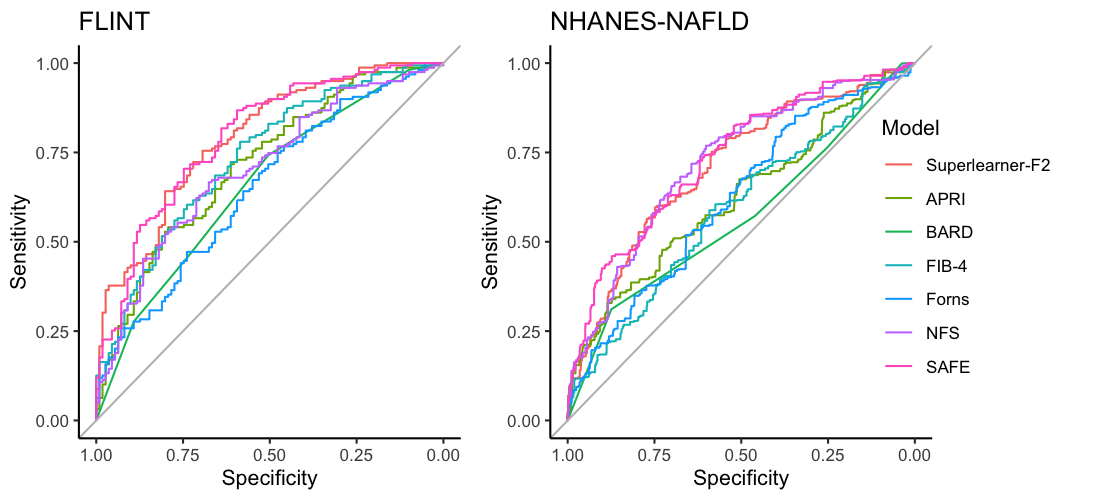 FLINT
1.00
0.75
0.50
0.25
0.00
Sensitivity
1.00 0.75 0.50 0.25 0.00
Specificity
NHANES-NAFLD
1.00
0.75
0.50
0.25
0.00
Sensitivity
1.00 0.75 0.50 0.25 0.00
Specificity
Model
Superlearner-F2
APRI
BARD
FIB-4
Forns
NFS
SAFE